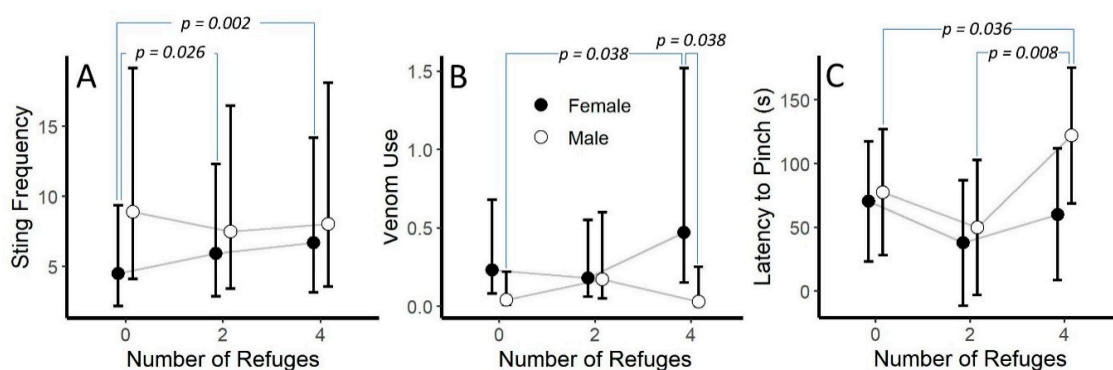 p = 0.002
p = 0.026
A
Sting Frequency
15
10
5
0
2
4
Number of Refuges
p = 0.038
p = 0.038
B
Venom Use
1.5
1.0
0.5
0.0
Female
Male
0
2
4
Number of Refuges
p = 0.036
p = 0.008
C
Latency to Pinch (s)
150
100
50
0
0
2
4
Number of Refuges